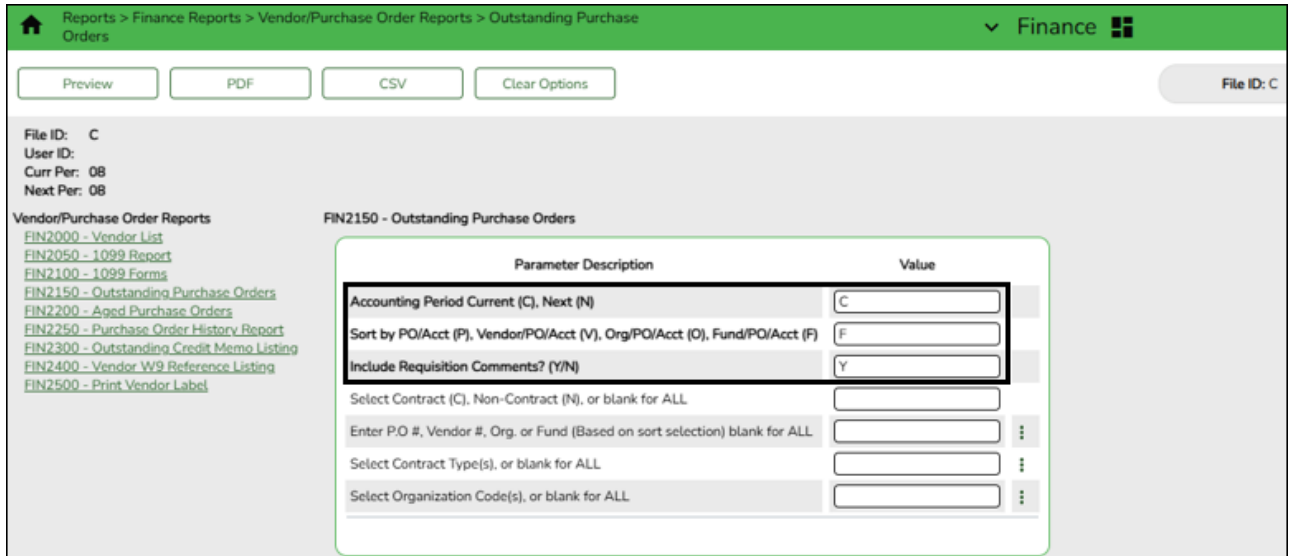 Reports > Finance Reports > Vendor/Purchase Order Reports > Outstanding Purchase
Orders
Finance
Preview
PDF
CSV
Clear Options
File ID: C
File ID: C
User ID:
Curr Per: 08
Next Per: 08
Vendor/Purchase Order Reports
FIN2000 - Vendor List
FIN2050 - 1099 Report
FIN2100 - 1099 Forms
FIN2150 - Outstanding Purchase Orders
FIN2200 - Aged Purchase Orders
FIN2250 - Purchase Order History Report
FIN2300 - Outstanding Credit Memo Listing
FIN2400 - Vendor W9 Reference Listing
FIN2500 - Print Vendor Label
FIN2150 - Outstanding Purchase Orders
Parameter Description Value
Accounting Period Current (C), Next (N) C
Sort by PO/Acct (P), Vendor/PO/Acct (V), Org/PO/Acct (O), Fund/PO/Acct (F) F
Include Requisition Comments? (Y/N) Y
Select Contract (C), Non-Contract (N), or blank for ALL
Enter P.O #, Vendor #, Org. or Fund (Based on sort selection) blank for ALL
Select Contract Type(s), or blank for ALL
Select Organization Code(s), or blank for ALL